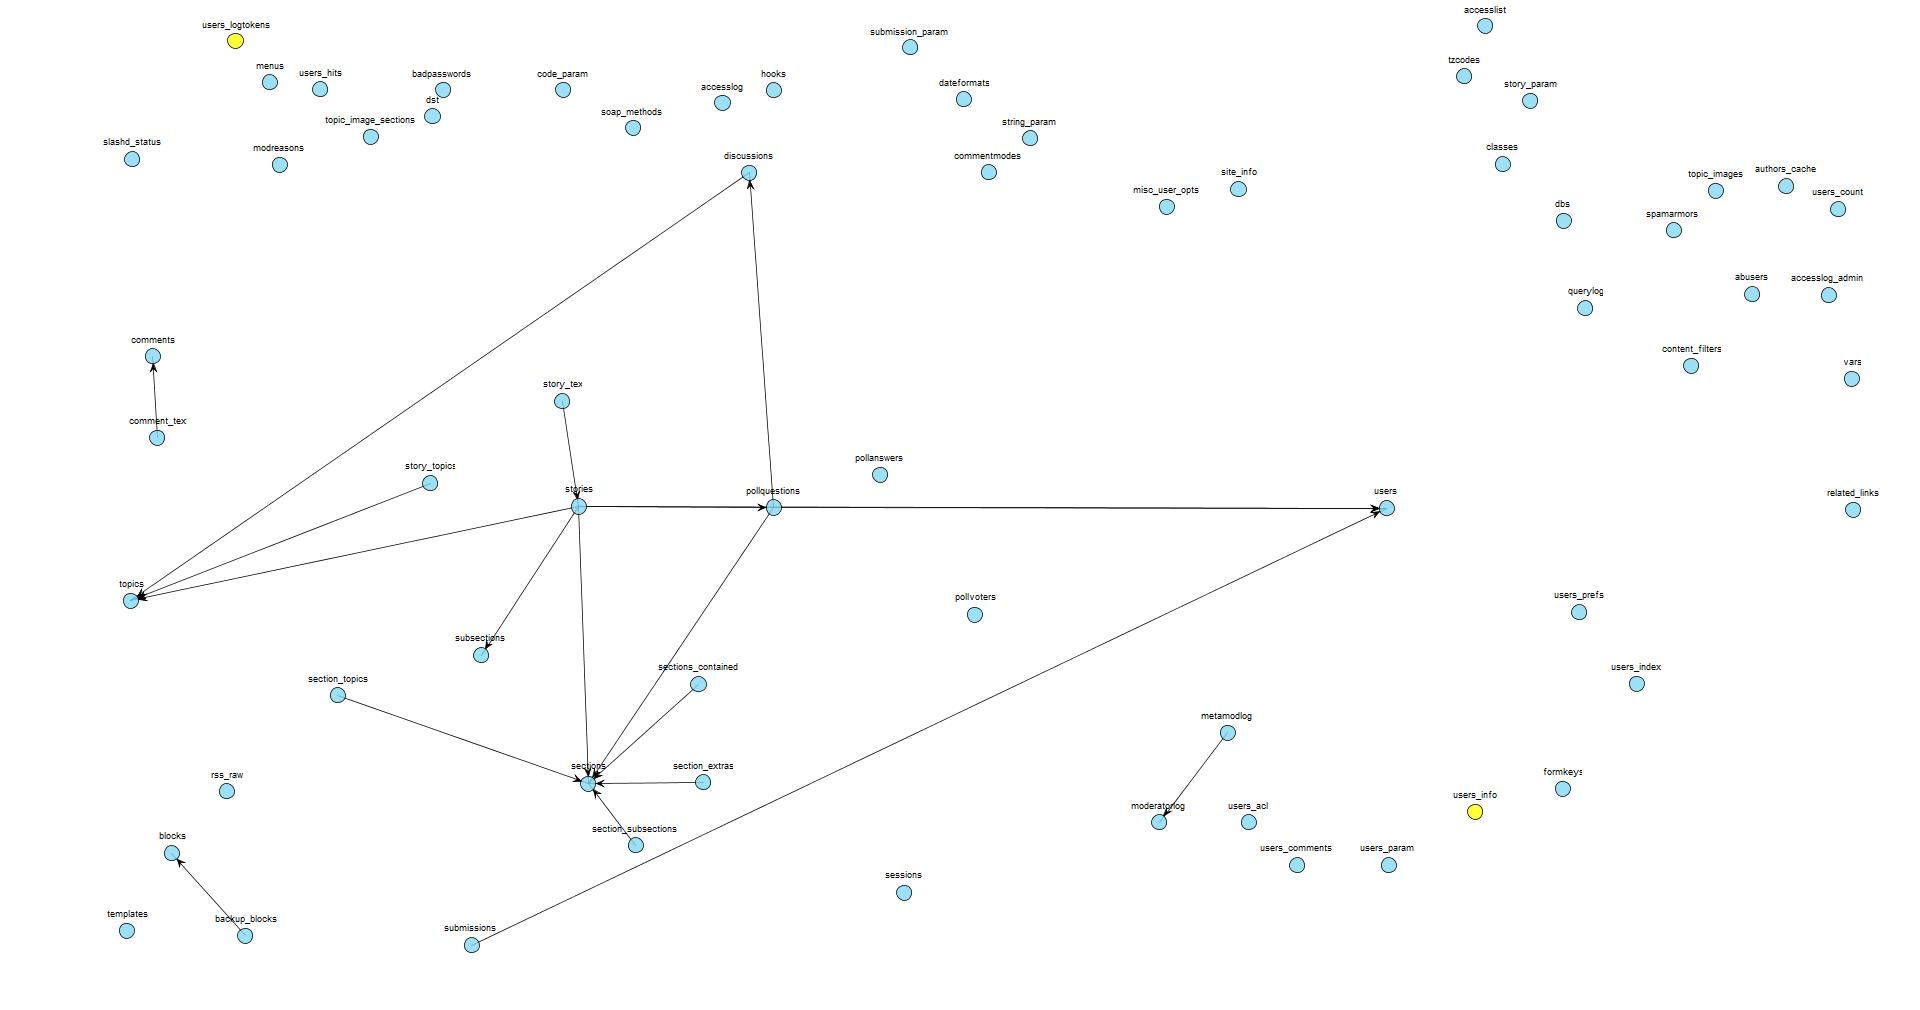 accesslist
users_logtokens
submission_param
tzcodes
menus
users_hits
badpasswords
code_param
hooks
accesslog
dateformats
story_param
dst
soap_methods
topic_image_sections
string_param
slashd_status
modreasons
discussions
commentmodes
classes
site_info
topic_images
authors_cache
misc_user_opts
users_count
dbs
spamarmors
abusers
accesslog_admin
querylog
comments
content_filters
vars
story_tex
comment_tex
pollanswers
story_topics
stories
pollquestions
users
related_links
topics
pollvoters
users_prefs
subsections
sections_contained
users_index
section_topics
metamodlog
sections
section_extras
rss_raw
formkeys
users_info
moderatorlog
users_acl
section_subsections
blocks
users_comments
users_param
sessions
templates
backup_blocks
submissions